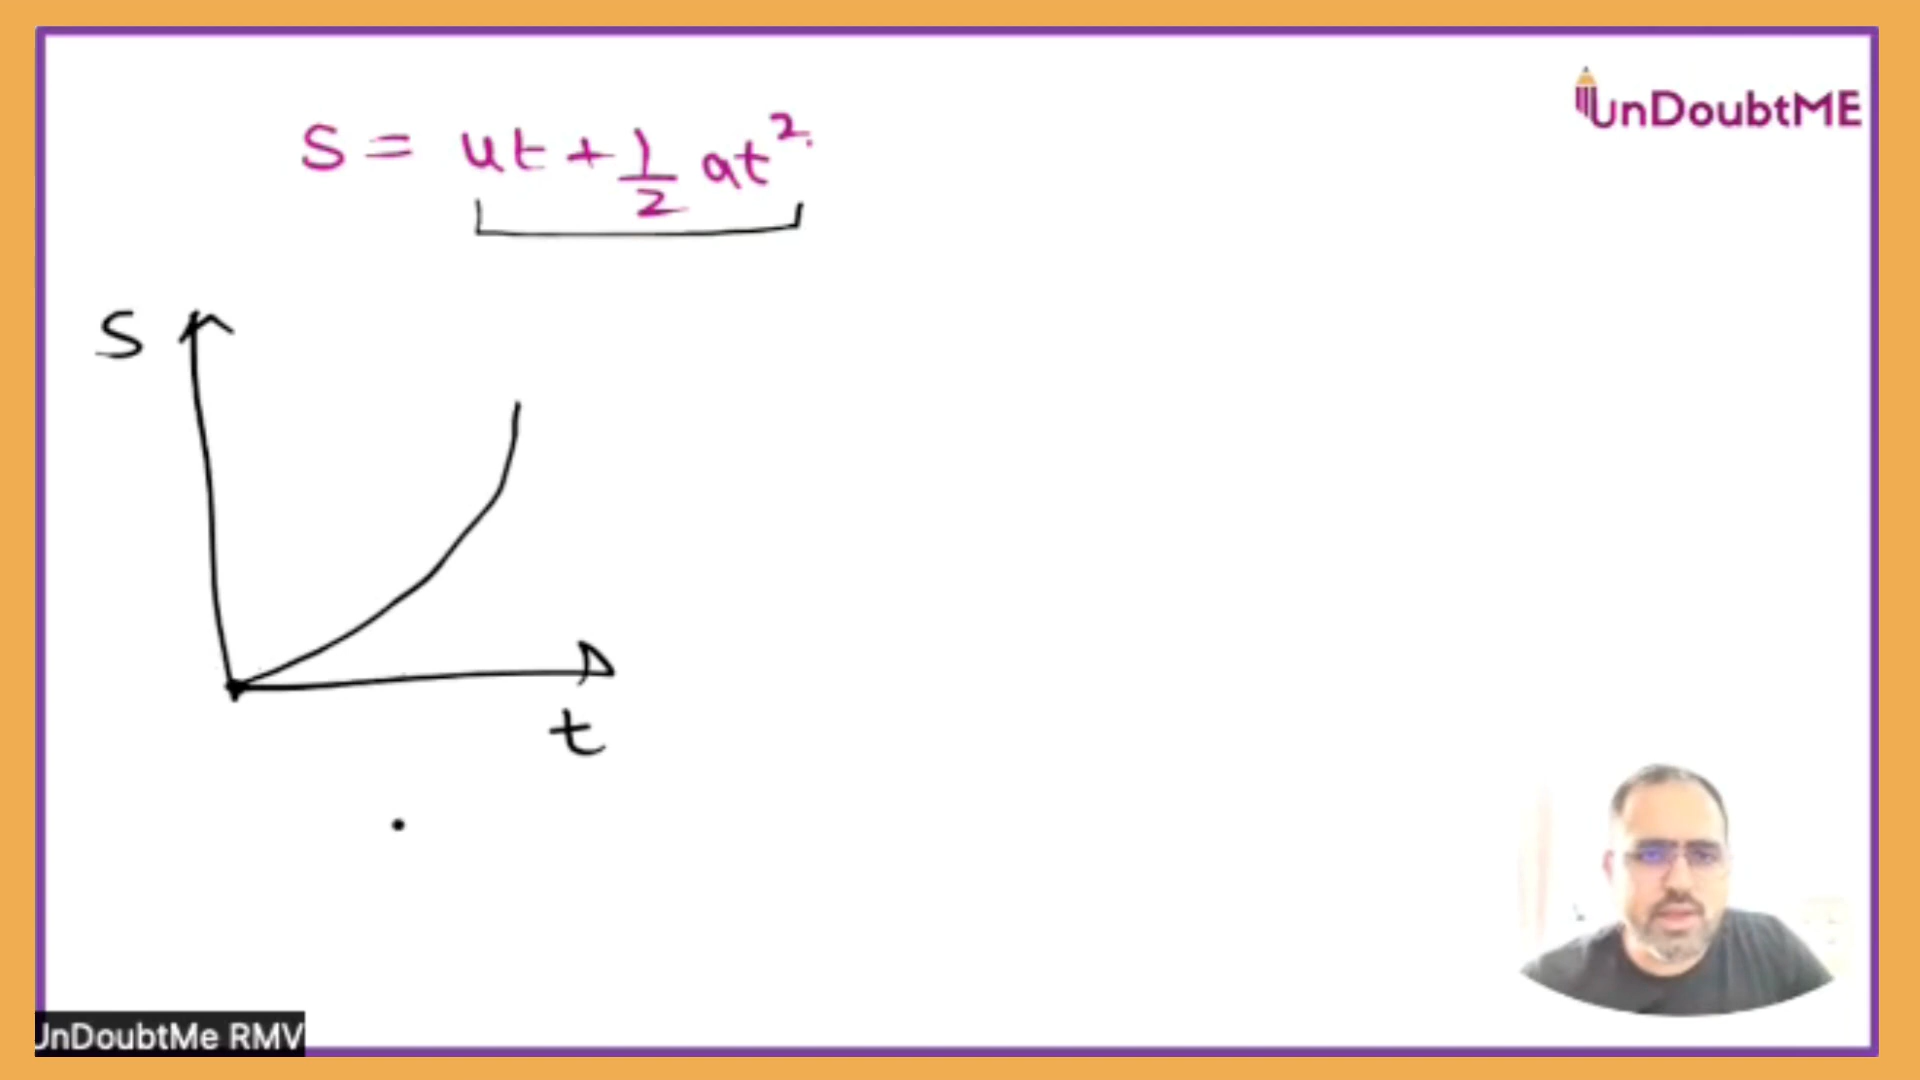 UnDoubtME
S = ut + 1/2 at²
S
t
UnDoubtMe RMV